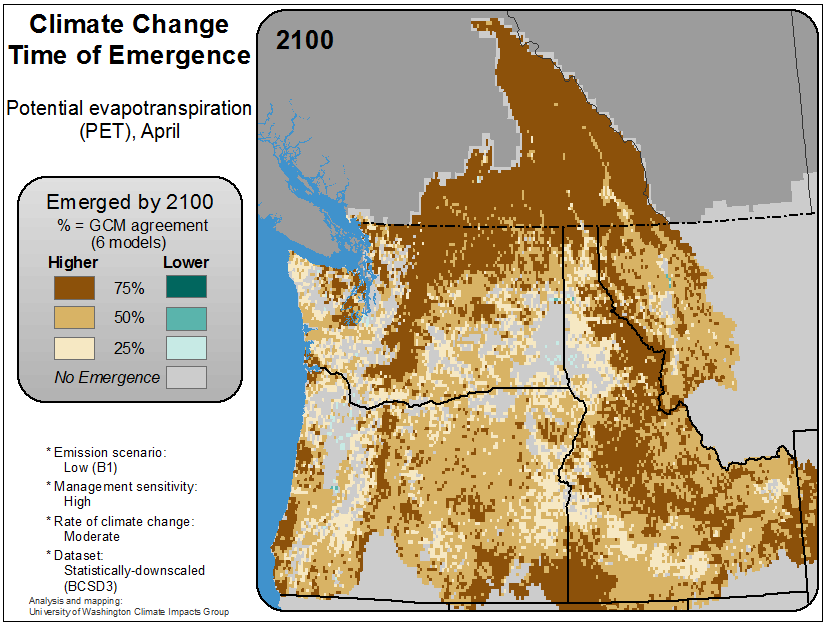 Climate Change
Time of Emergence
Potential evapotranspiration
(PET), April
Emerged by 2100
% = GCM agreement
(6 models)
Higher Lower
75%
50%
25%
No Emergence
* Emission scenario:
Low (B1)
* Management sensitivity:
High
* Rate of climate change:
Moderate
* Dataset:
Statistically-downscaled
(BCSD3)
Analysis and mapping:
University of Washington Climate Impacts Group
2100